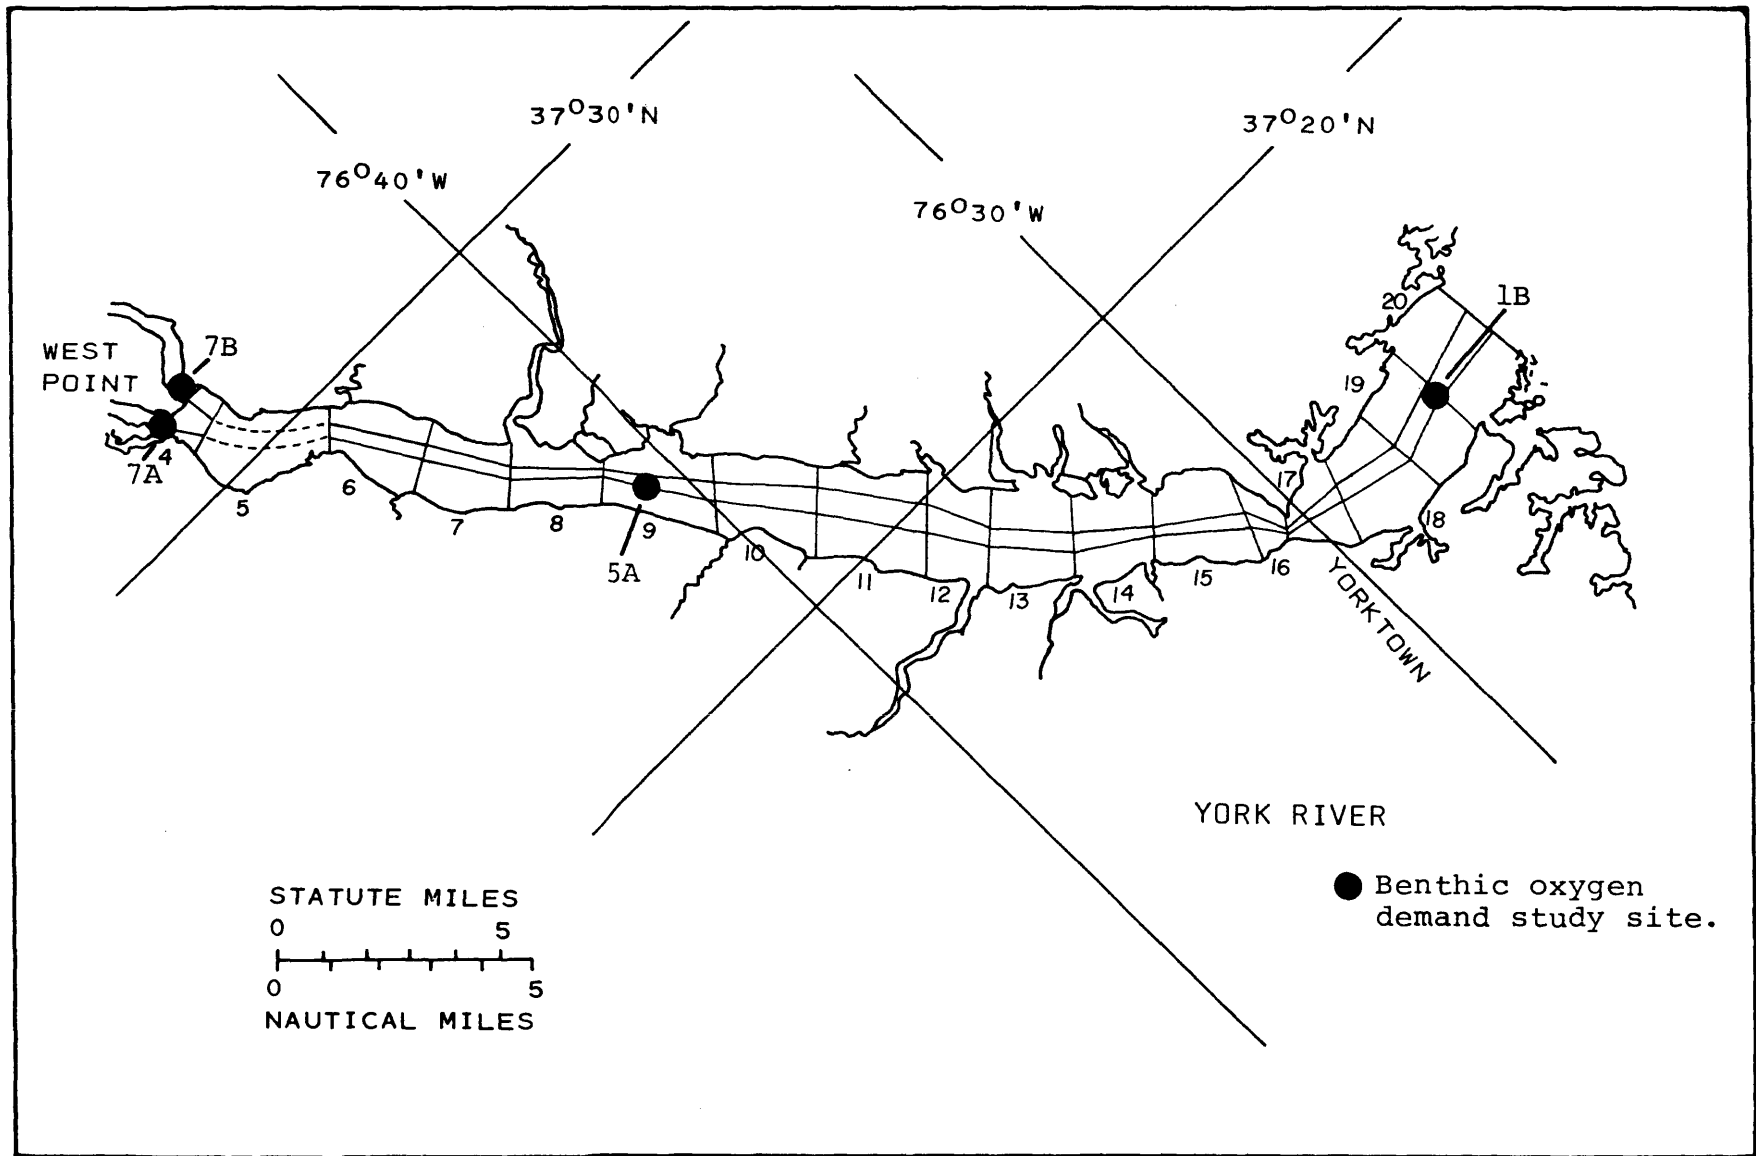 37°30'N
37°20'N
76°40'W
76°30'W
20
1B
WEST
POINT
7B
19
7A
4
5
6
7
8
9
5A
10
11
12
13
14
15
16
17
18
YORKTOWN
YORK RIVER
Benthic oxygen
demand study site.
STATUTE MILES
0 5
0 5
NAUTICAL MILES